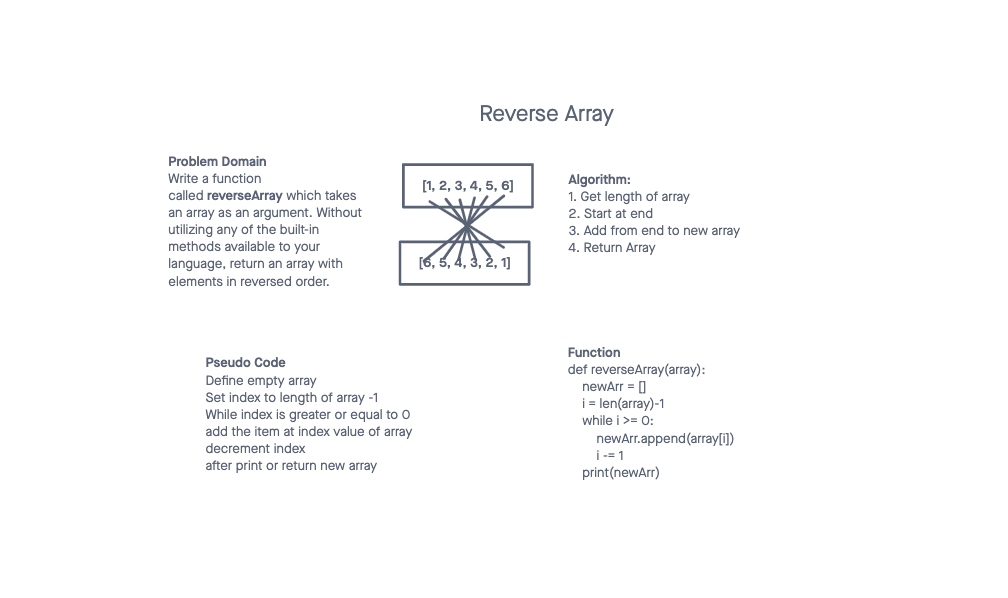 Reverse Array
Problem Domain
Write a function
called reverseArray which takes
an array as an argument. Without
utilizing any of the built-in
methods available to your
language, return an array with
elements in reversed order.
[1, 2, 3, 4, 5, 6]
[6, 5, 4, 3, 2, 1]
Algorithm:
1. Get length of array
2. Start at end
3. Add from end to new array
4. Return Array
Pseudo Code
Define empty array
Set index to length of array -1
While index is greater or equal to 0
add the item at index value of array
decrement index
after print or return new array
Function
def reverseArray(array):
    newArr = []
    i = len(array)-1
    while i >= 0:
        newArr.append(array[i])
        i -= 1
    print(newArr)